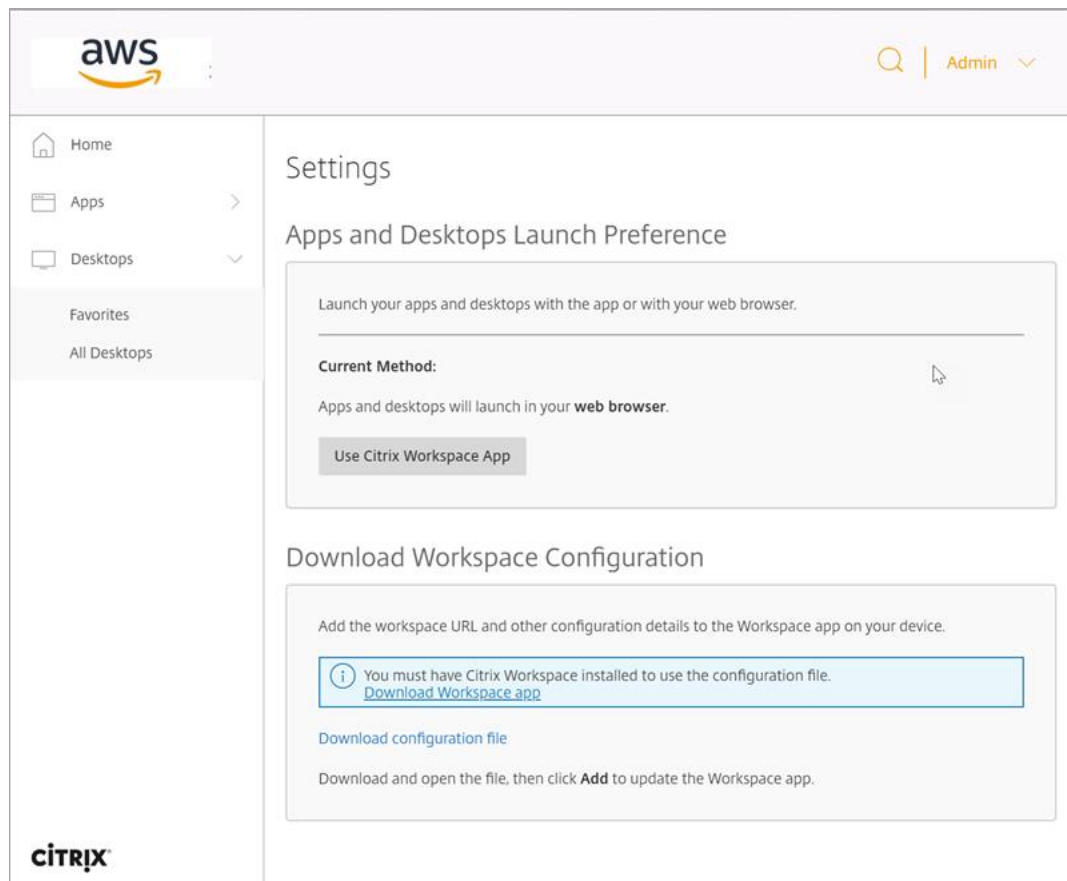 aws
:
Admin
Home
Apps
Desktops
Favorites
All Desktops
Settings
Apps and Desktops Launch Preference
Launch your apps and desktops with the app or with your web browser.
Current Method:
Apps and desktops will launch in your web browser.
Use Citrix Workspace App
Download Workspace Configuration
Add the workspace URL and other configuration details to the Workspace app on your device.
You must have Citrix Workspace installed to use the configuration file.
Download Workspace app
Download configuration file
Download and open the file, then click Add to update the Workspace app.
CİTRIX